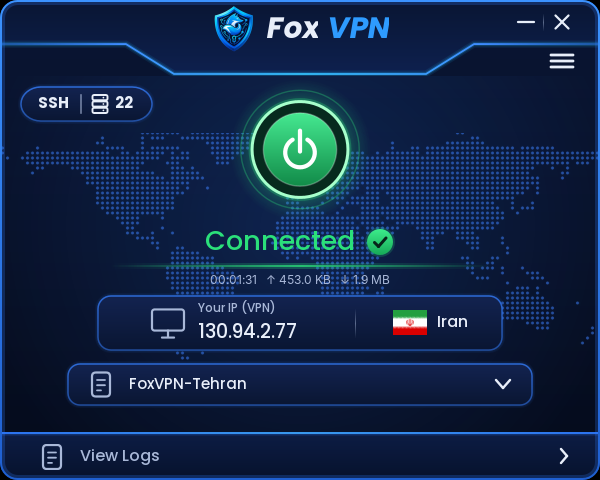 Fox VPN
SSH | 22
Connected
00:01:31 ↑ 453.0 KB ↓ 1.9 MB
Your IP (VPN)
130.94.2.77
Iran
FoxVPN-Tehran
View Logs